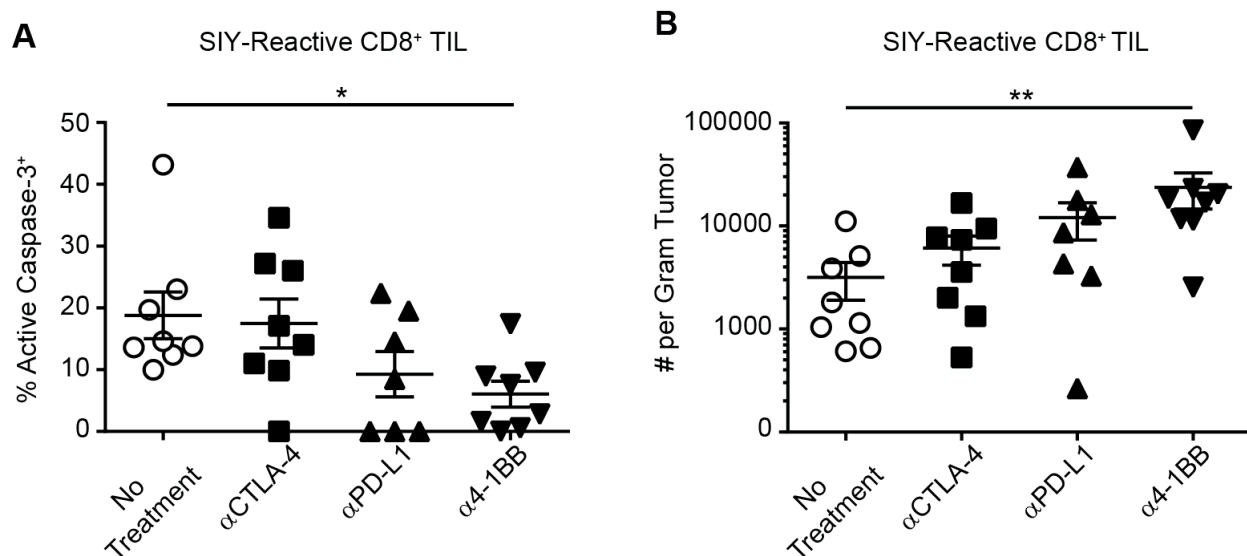 A
SIY-Reactive CD8⁺ TIL
*
% Active Caspase-3⁺
50
40
30
20
10
0
No
Treatment
αCTLA-4
αPD-L1
α4-1BB
B
SIY-Reactive CD8⁺ TIL
**
# per Gram Tumor
100000
10000
1000
0
No
Treatment
αCTLA-4
αPD-L1
α4-1BB